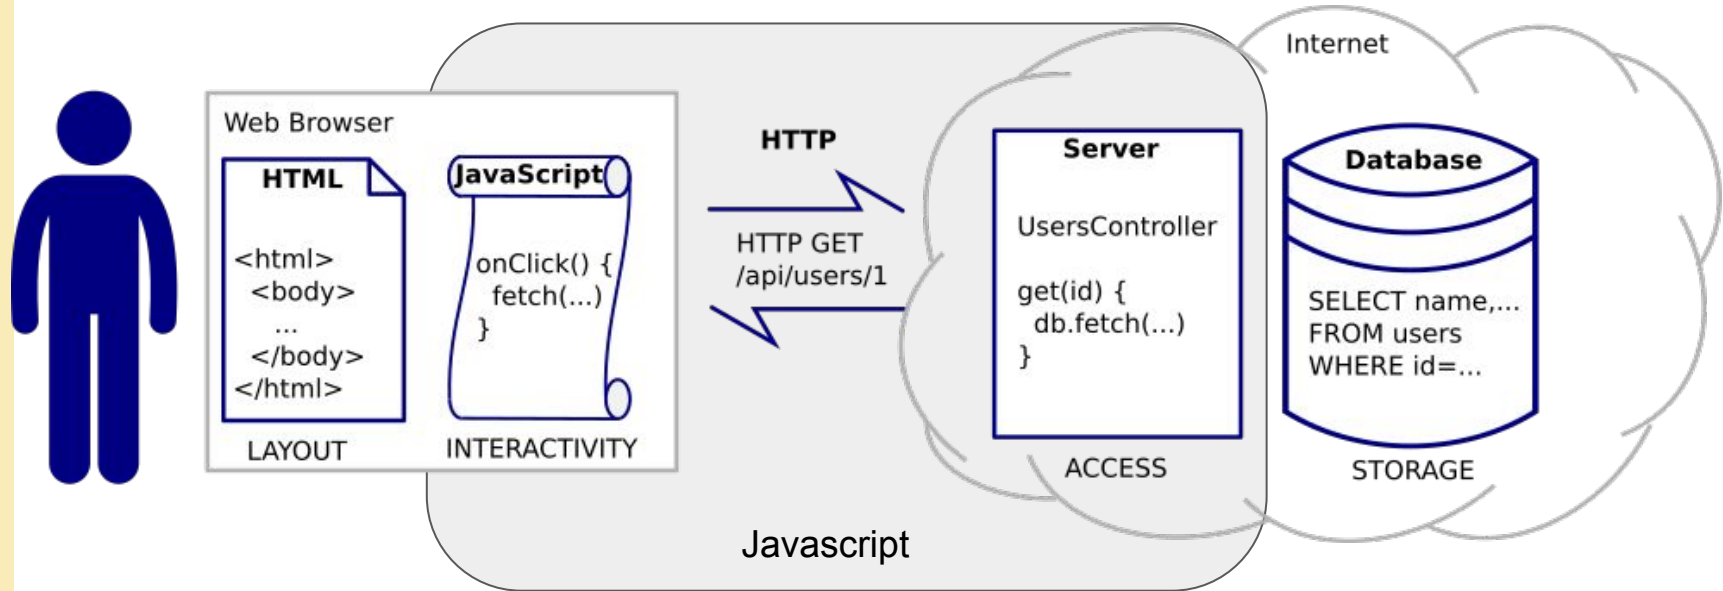 Web Browser
HTML
<html>
<body>
...
</body>
</html>
LAYOUT
JavaScript
onClick() {
fetch(...)
}
INTERACTIVITY
HTTP
HTTP GET
/api/users/1
Internet
Server
UsersController
get(id) {
db.fetch(...)
}
ACCESS
Database
SELECT name,...
FROM users
WHERE id=...
STORAGE
Javascript